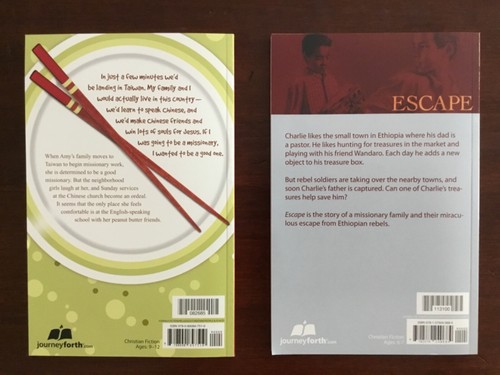 In just a few minutes we'd
be landing in Taiwan. My family and I
would actually live in this country—
we'd learn to speak Chinese, and
we'd make Chinese friends and
win lots of souls for Jesus. If I
was going to be a missionary,
I wanted to be a good one.
When Amy's family moves to
Taiwan to begin missionary work,
she is determined to be a good
missionary. But the neighborhood
girls laugh at her, and Sunday services
at the Chinese church become an ordeal.
It seems that the only place she feels
comfortable is at the English-speaking
school with her peanut butter friends.
journeyforth
Christian Fiction
Ages 9–12
ESCAPE
Charlie likes the small town in Ethiopia where his dad is
a pastor. He likes hunting for treasures in the market and
playing with his friend Wandaro. Each day he adds a new
object to his treasure box.
But rebel soldiers are taking over the nearby towns, and
soon Charlie's father is captured. Can one of Charlie's trea-
sures help save him?
Escape is the story of a missionary family and their miracu-
lous escape from Ethiopian rebels.
journeyforth
Christian Fiction